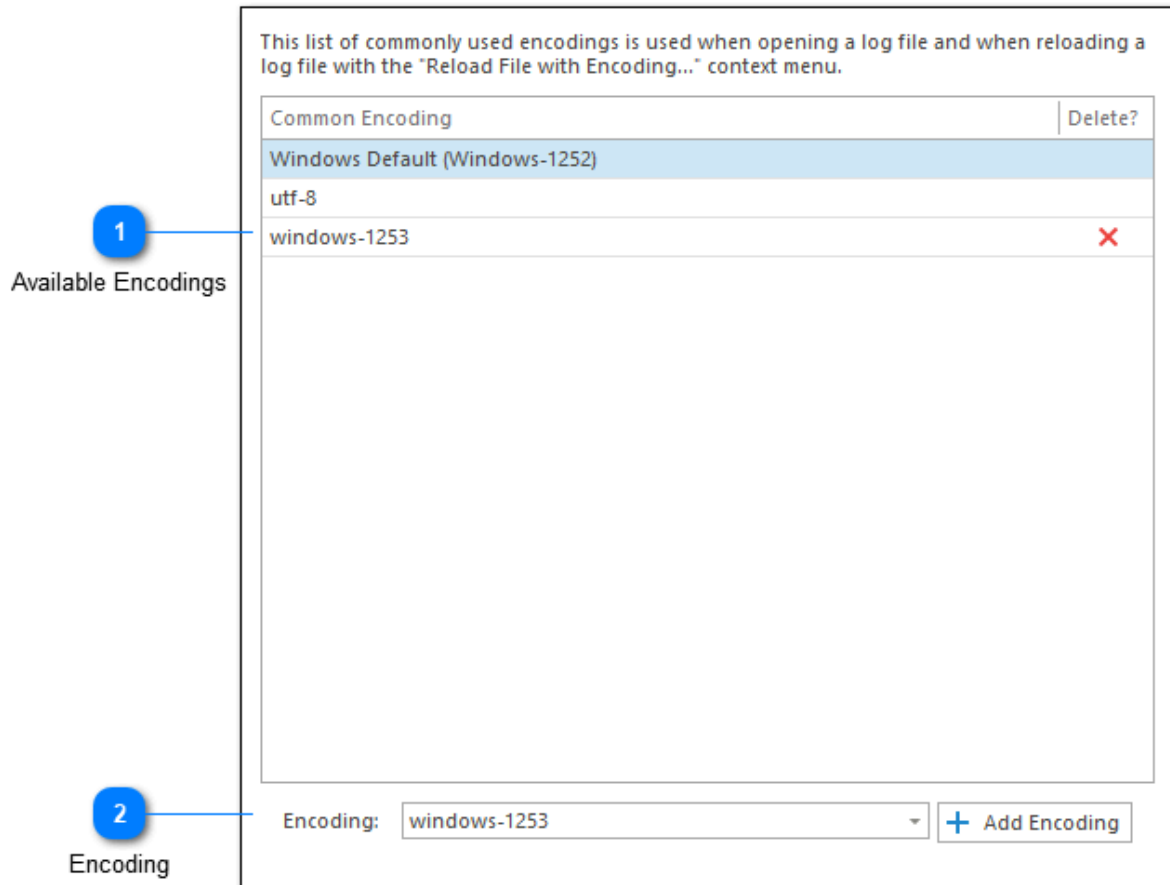 This list of commonly used encodings is used when opening a log file and when reloading a
log file with the "Reload File with Encoding..." context menu.
Common Encoding Delete?
Windows Default (Windows-1252)
utf-8
1 windows-1253
Available Encodings
2 Encoding: windows-1253 Add Encoding
Encoding